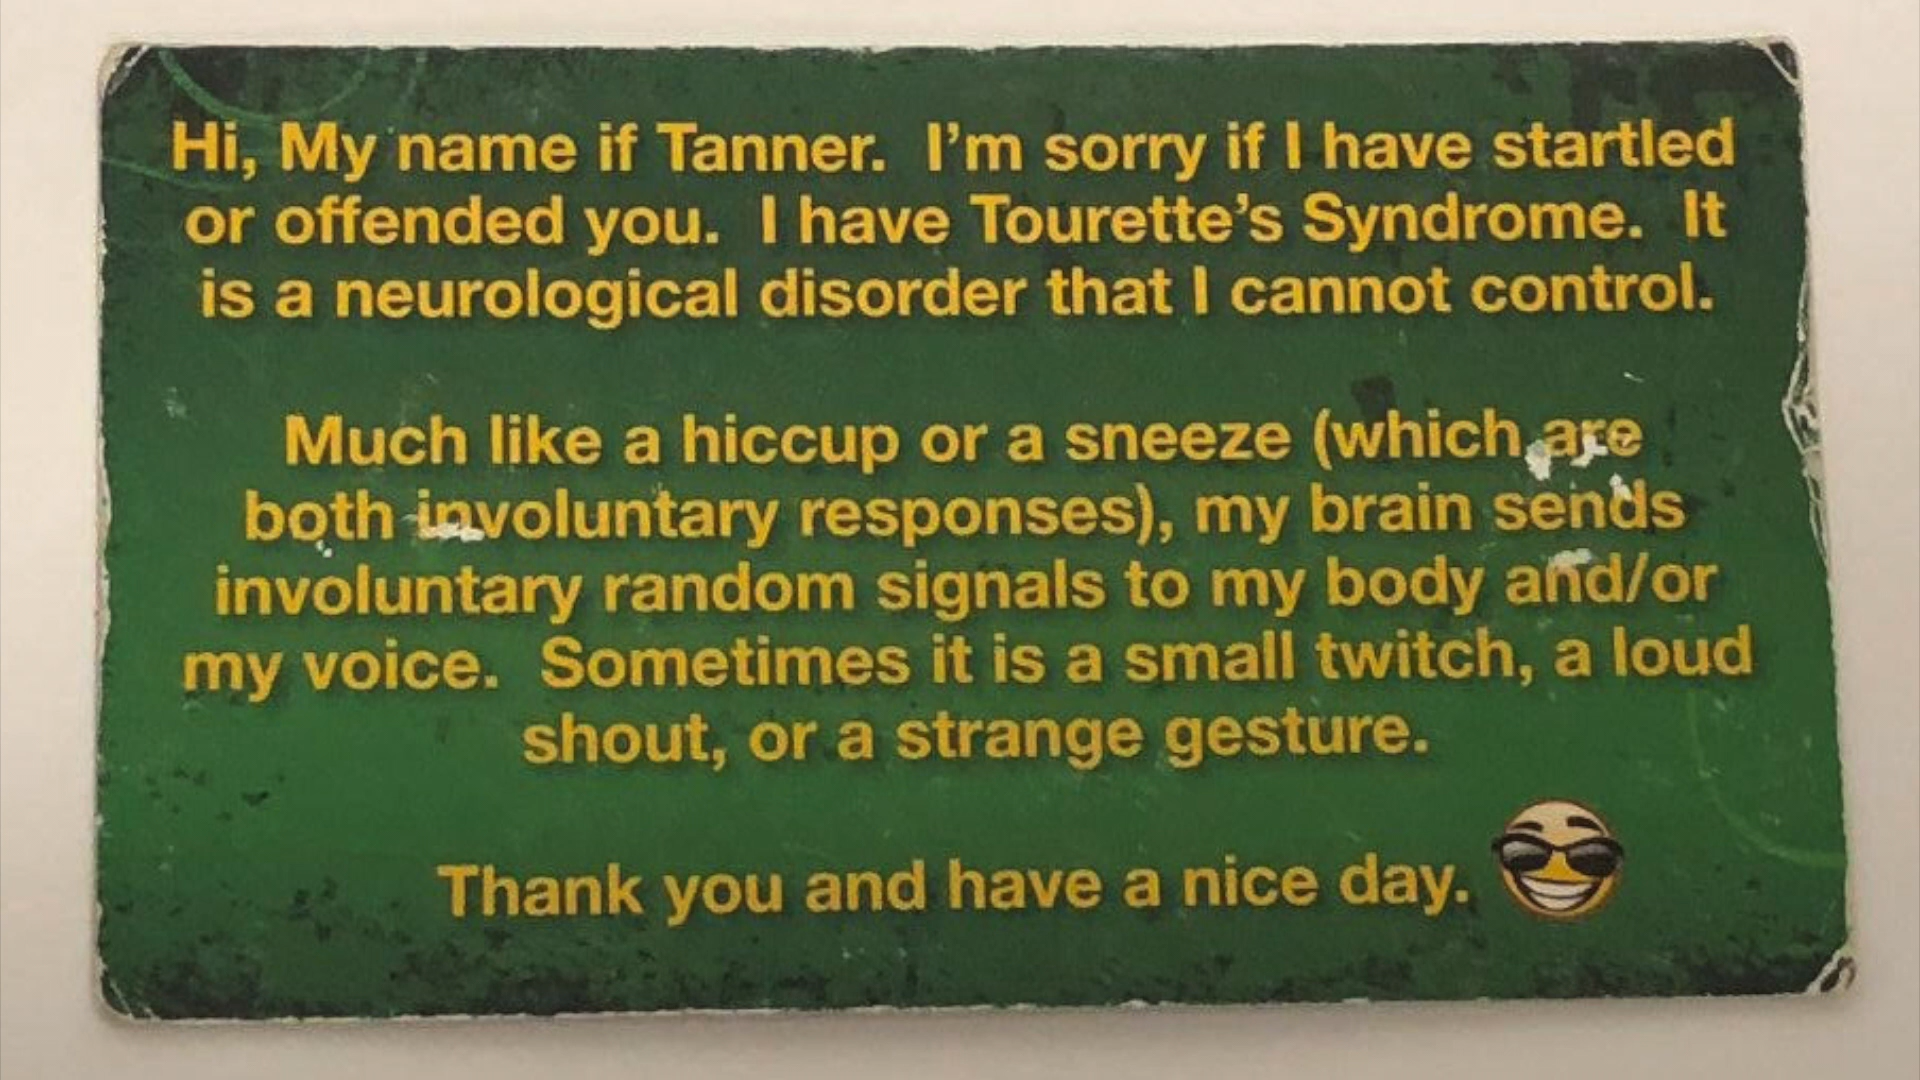 Hi, My name if Tanner. I'm sorry if I have startled
or offended you. I have Tourette's Syndrome. It
is a neurological disorder that I cannot control.
Much like a hiccup or a sneeze (which are
both involuntary responses), my brain sends
involuntary random signals to my body and/or
my voice. Sometimes it is a small twitch, a loud
shout, or a strange gesture.
Thank you and have a nice day.